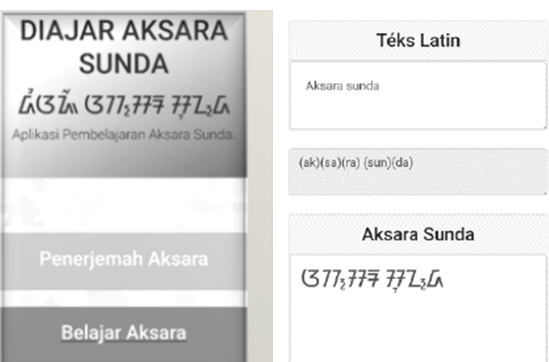 DIAJAR AKSARA
SUNDA
ᮓᮤᮃᮏᮁ ᮃᮊ᮪ᮞᮛ ᮞᮥᮔ᮪ᮓ
Aplikasi Pembelajaran Aksara Sunda.
Penerjemah Aksara
Belajar Aksara
Téks Latin
Aksara sunda
(ak)(sa)(ra) (sun)(da)
Aksara Sunda
ᮃᮊ᮪ᮞᮛ ᮞᮥᮔ᮪ᮓ